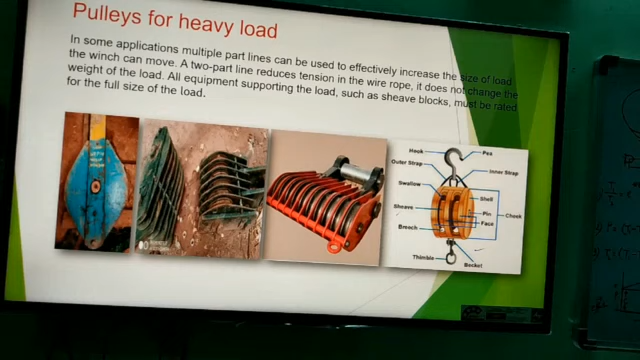 Pulleys for heavy load
In some applications multiple part lines can be used to effectively increase the size of load
the winch can move. A two-part line reduces tension in the wire rope, it does not change the
weight of the load. All equipment supporting the load, such as sheave blocks, must be rated
for the full size of the load.
Hook
Pea
Outer Strap
Inner Strap
Swallow
Shell
Sheave
Pin
Cheek
Face
Breech
Thimble
Becket